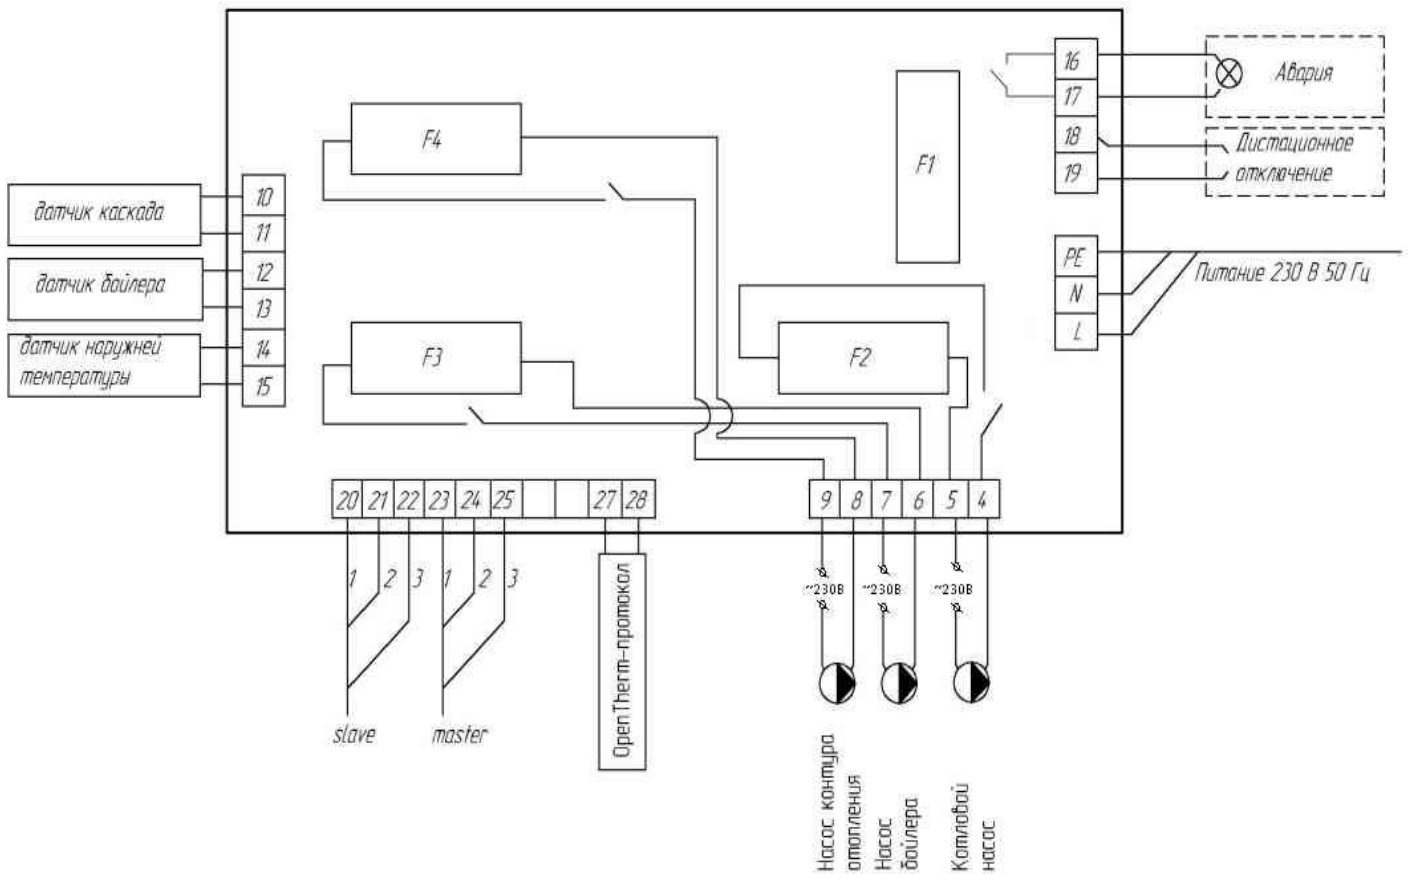 F4
F1
F3
F2
16
17
18
19
Авария
Дистационное
отключение
PE
N
L
Питание 230 В 50 Гц
датчик каскада
датчик бойлера
датчик наружней
температуры
10
11
12
13
14
15
20 21 22 23 24 25 27 28
9 8 7 6 5 4
1 2 3 1 2 3
slave
master
OpenTherm-протокол
~230В ~230В ~230В
Насос контура
отопления
Насос
бойлера
Котловой
насос